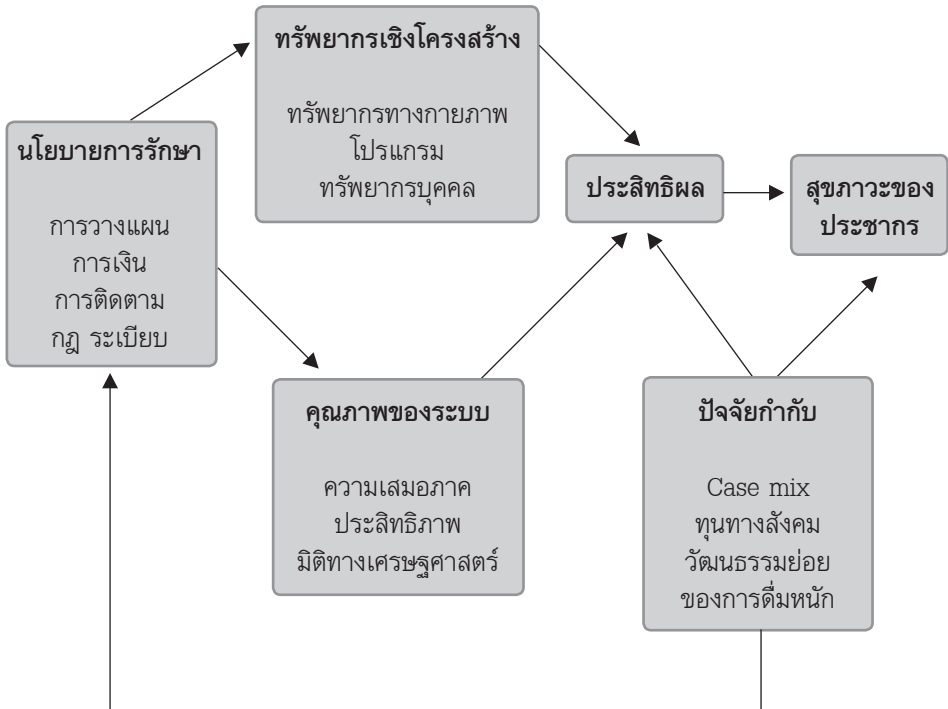 ทรัพยากรเชิงโครงสร้าง
ทรัพยากรทางกายภาพ
โปรแกรม
ทรัพยากรบุคคล
นโยบายการรักษา
การวางแผน
การเงิน
การติดตาม
กฎ ระเบียบ
ประสิทธิผล
สุขภาวะของ
ประชากร
คุณภาพของระบบ
ความเสมอภาค
ประสิทธิภาพ
มิติทางเศรษฐศาสตร์
ปัจจัยกำกับ
Case mix
ทุนทางสังคม
วัฒนธรรมย่อย
ของการดื่มหนัก